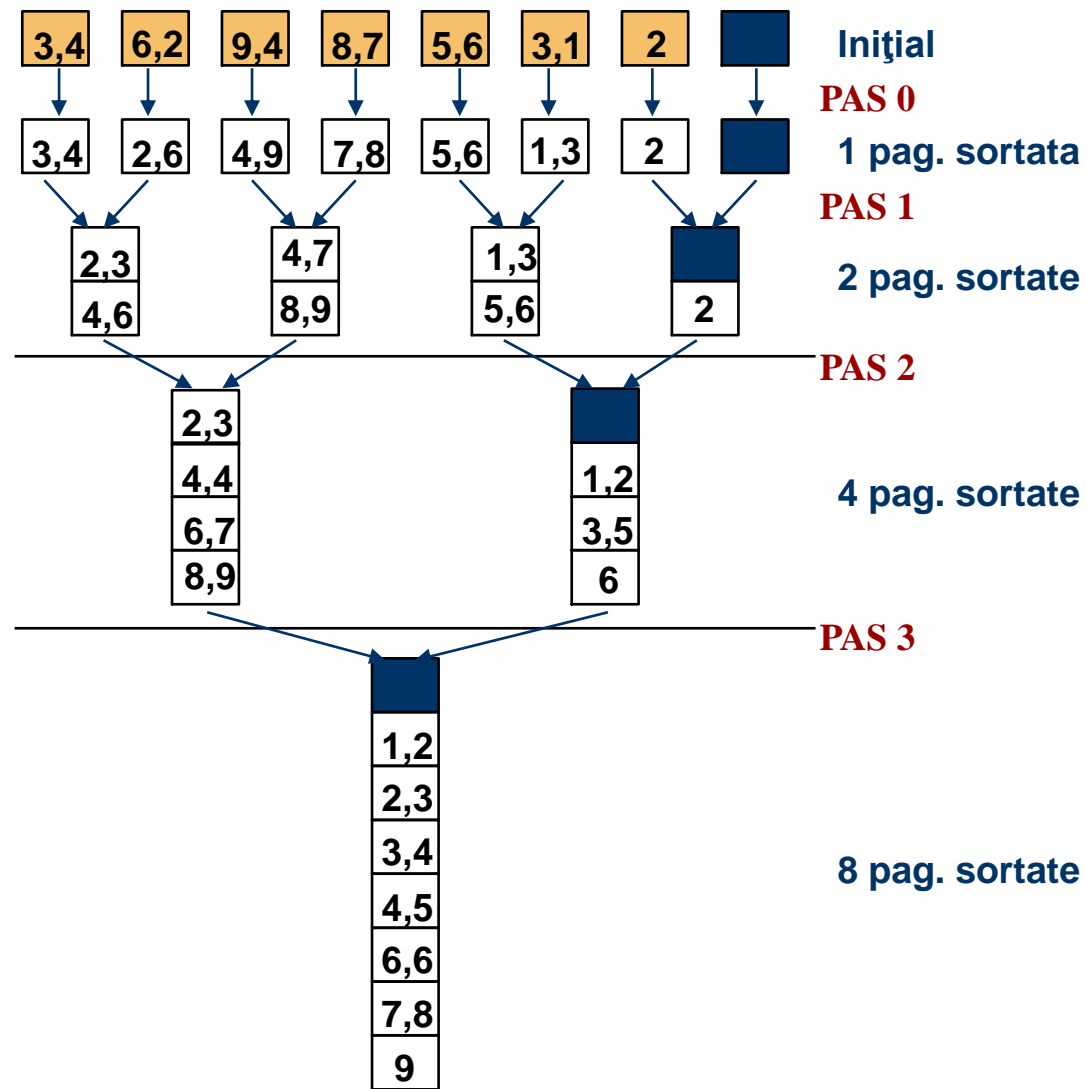 3,4 6,2 9,4 8,7 5,6 3,1 2 Iniţial
PAS 0
3,4 2,6 4,9 7,8 5,6 1,3 2 1 pag. sortata
PAS 1
2,3 4,7 1,3
2 pag. sortate
4,6 8,9 5,6 2
PAS 2
2,3
4,4 1,2
4 pag. sortate
6,7 3,5
8,9 6
PAS 3
1,2
2,3
3,4
8 pag. sortate
4,5
6,6
7,8
9